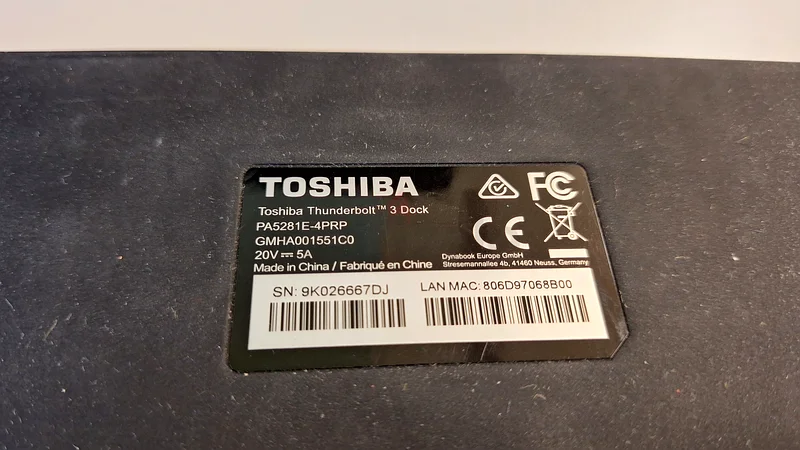 TOSHIBA
FC
Toshiba Thunderbolt™ 3 Dock
PA5281E-4PRP
GMHA001551C0
CE
20V ⎓ 5A
Dynabook Europe GmbH
Made in China / Fabriqué en Chine
Stresemannallee 4b, 41460 Neuss, Germany
SN: 9K026667DJ
LAN MAC: 806D97068B00